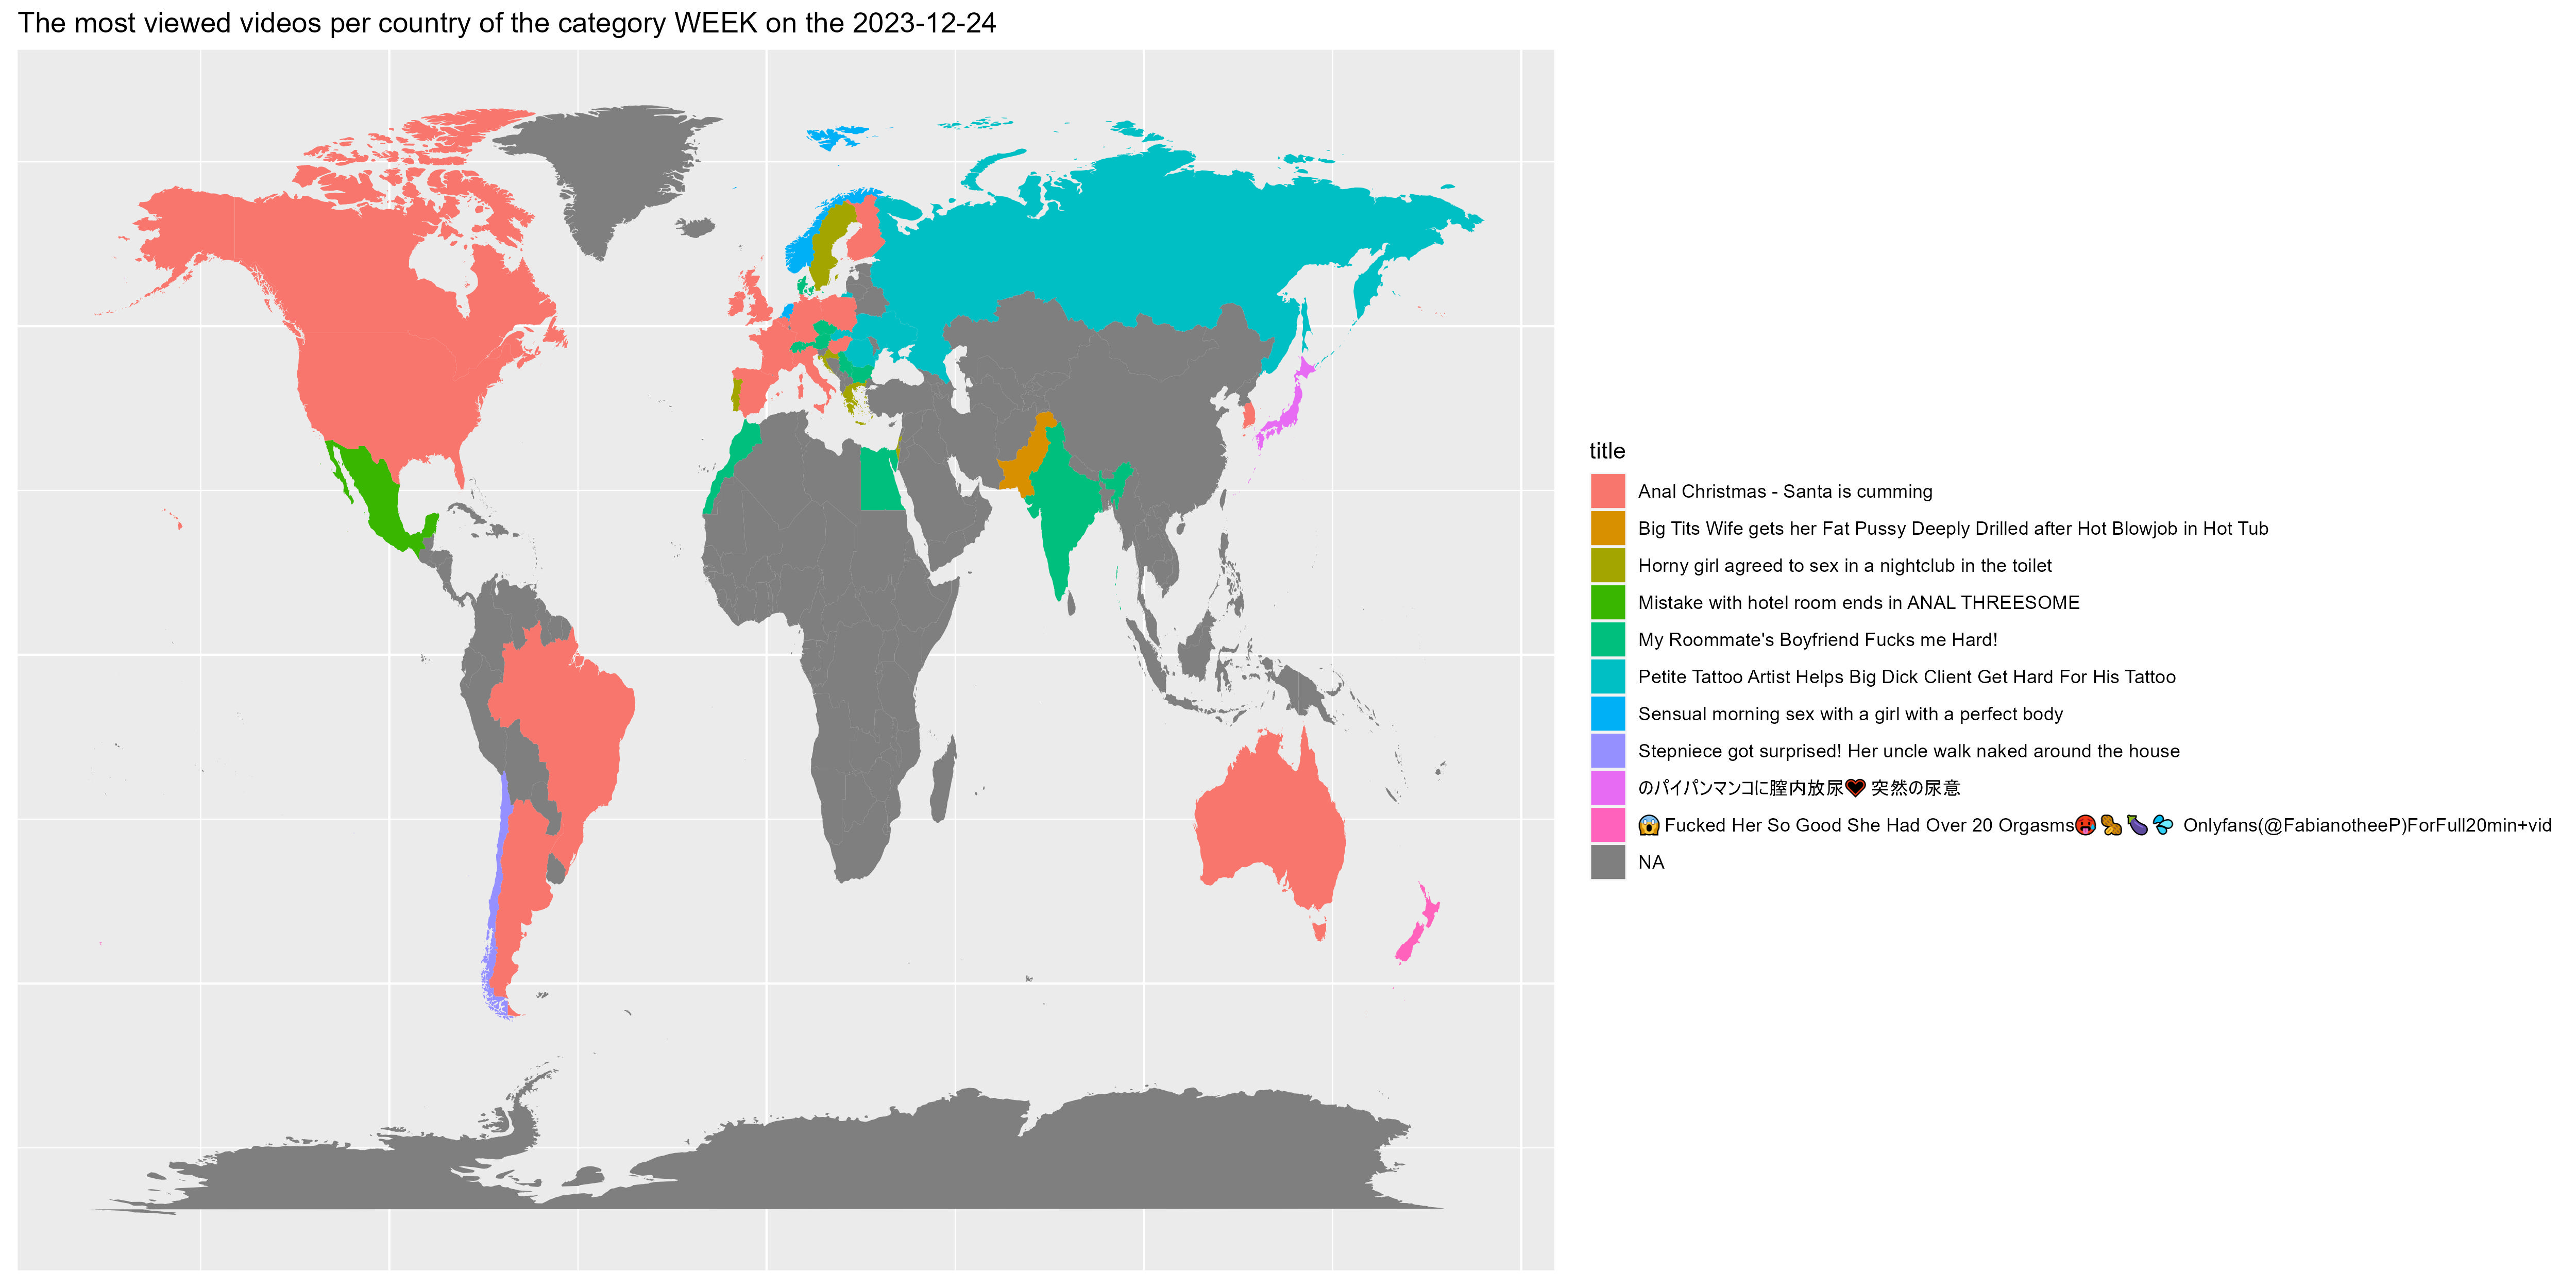 The most viewed videos per country of the category WEEK on the 2023-12-24
title
Anal Christmas - Santa is cumming
Big Tits Wife gets her Fat Pussy Deeply Drilled after Hot Blowjob in Hot Tub
Horny girl agreed to sex in a nightclub in the toilet
Mistake with hotel room ends in ANAL THREESOME
My Roommate's Boyfriend Fucks me Hard!
Petite Tattoo Artist Helps Big Dick Client Get Hard For His Tattoo
Sensual morning sex with a girl with a perfect body
Stepniece got surprised! Her uncle walk naked around the house
のパイパンマンコに膣内放尿🖤 突然の尿意
😱 Fucked Her So Good She Had Over 20 Orgasms🥵 🥜 🍆 💦 Onlyfans(@FabianotheeP)ForFull20min+vid
NA